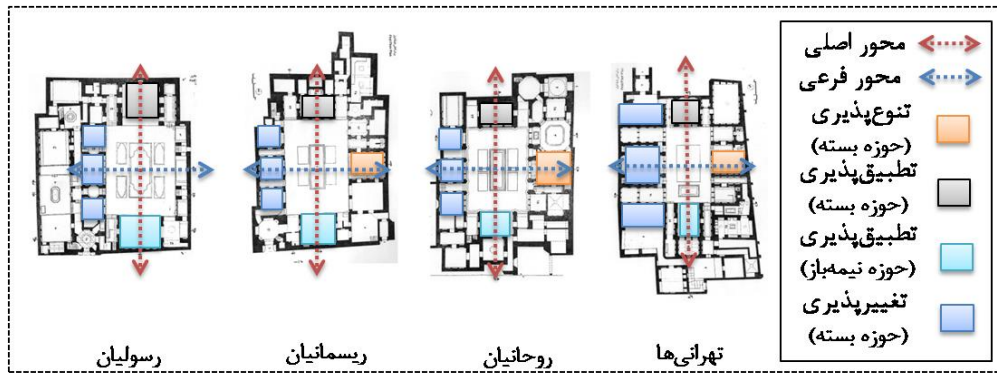 محور اصلی
محور فرعی
تنوع‌پذیری
(حوزه بسته)
تطبیق‌پذیری
(حوزه بسته)
تطبیق‌پذیری
(حوزه نیمه‌باز)
تغییرپذیری
(حوزه بسته)
تهرانی‌ها
روحانیان
ریسمانیان
رسولیان